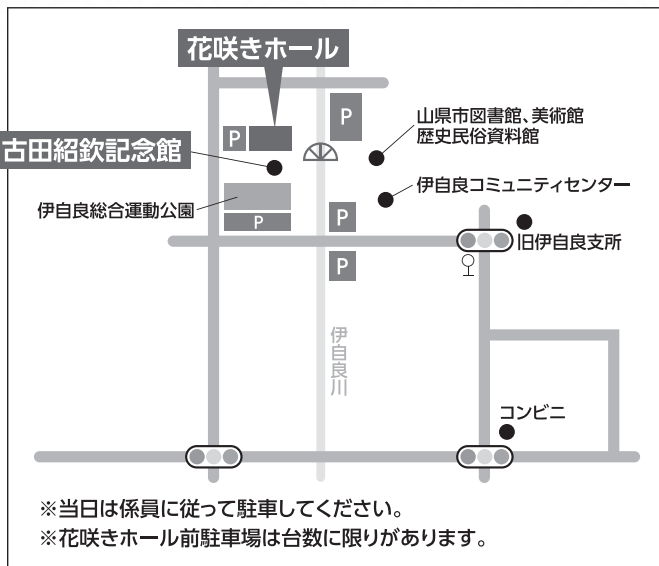 花咲きホール
P
P
山県市図書館、美術館
歴史民俗資料館
古田紹欽記念館
伊自良コミュニティセンター
伊自良総合運動公園
P
P
旧伊自良支所
P
伊自良川
コンビニ
※当日は係員に従って駐車してください。
※花咲きホール前駐車場は台数に限りがあります。